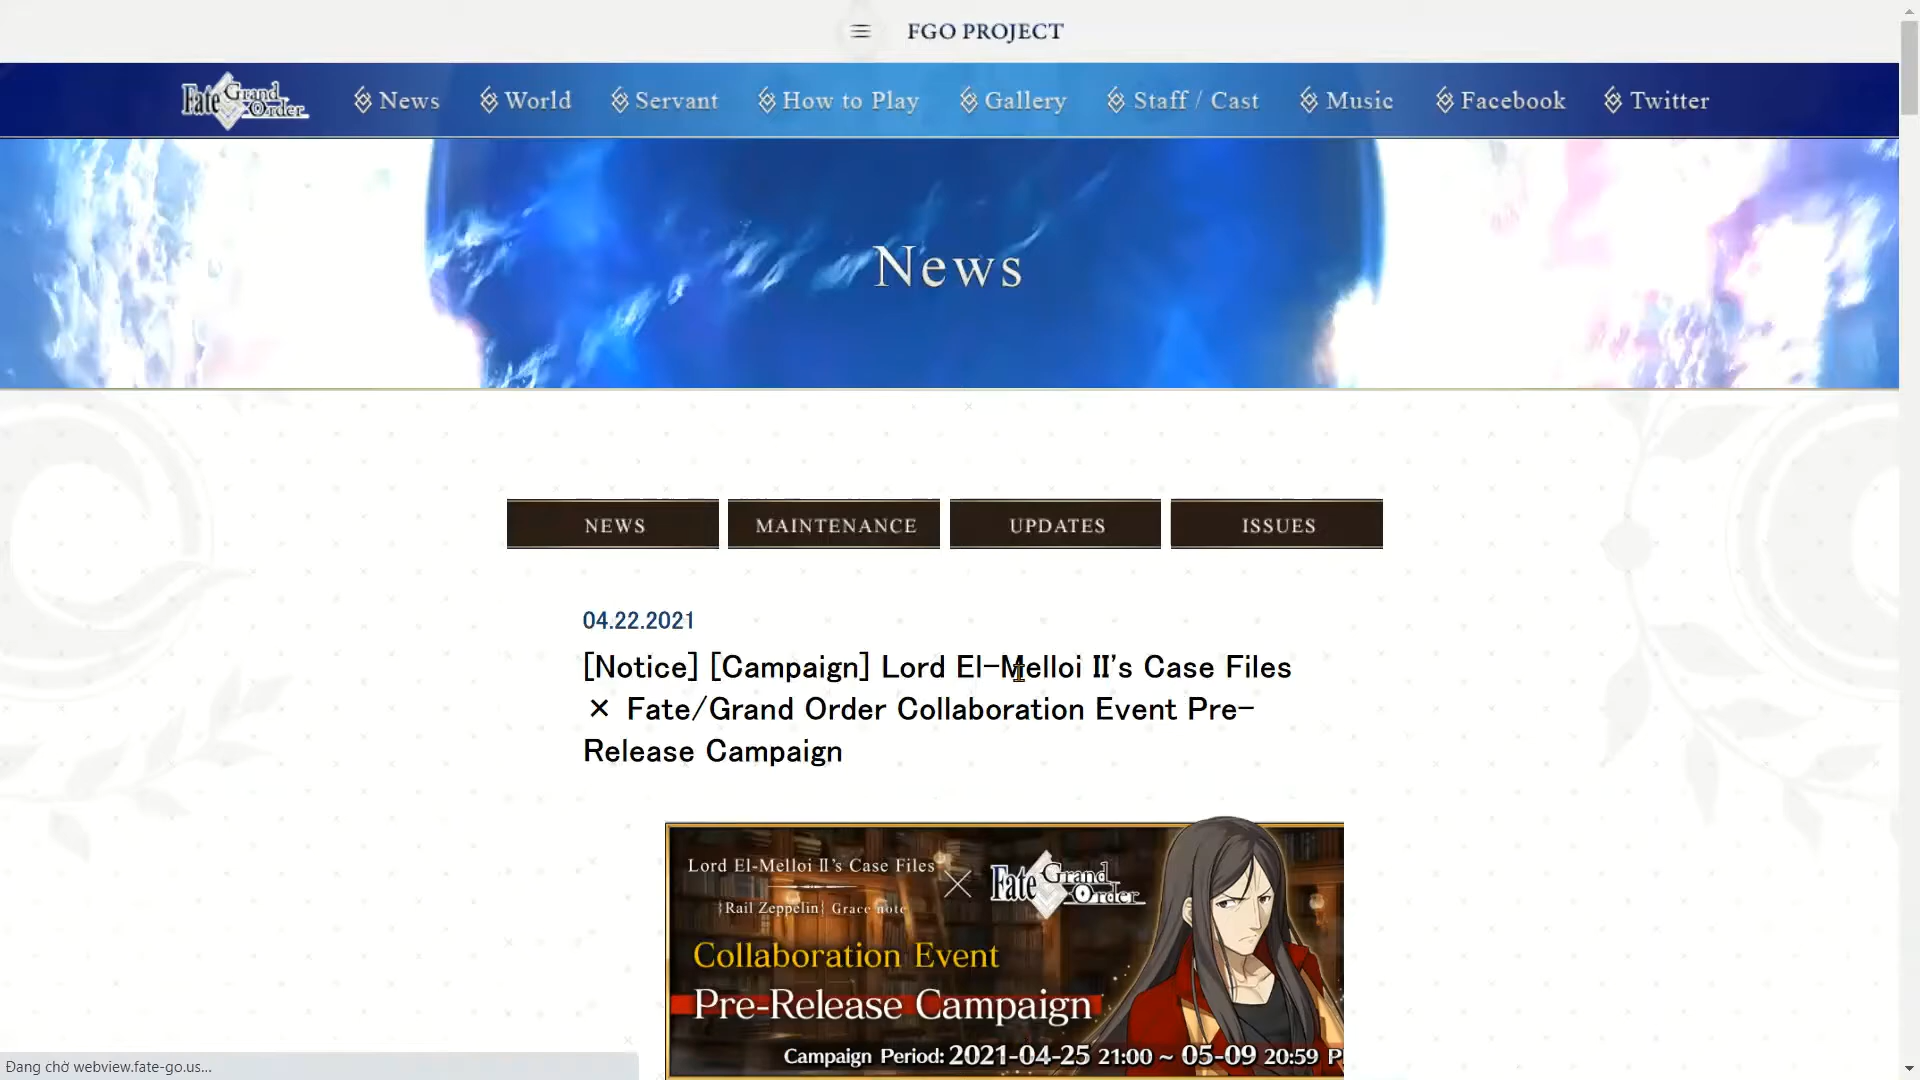 FGO PROJECT
Fate Grand Order
News
World
Servant
How to Play
Gallery
Staff / Cast
Music
Facebook
Twitter
News
NEWS
MAINTENANCE
UPDATES
ISSUES
04.22.2021
[Notice] [Campaign] Lord El-Melloi II's Case Files
× Fate/Grand Order Collaboration Event Pre-
Release Campaign
Lord El-Melloi II's Case Files
{Rail Zeppelin} Grace note
Fate Grand Order
Collaboration Event
Pre-Release Campaign
Campaign Period: 2021-04-25 21:00 ~ 05-09 20:59 P
Đang chờ webview.fate-go.us...